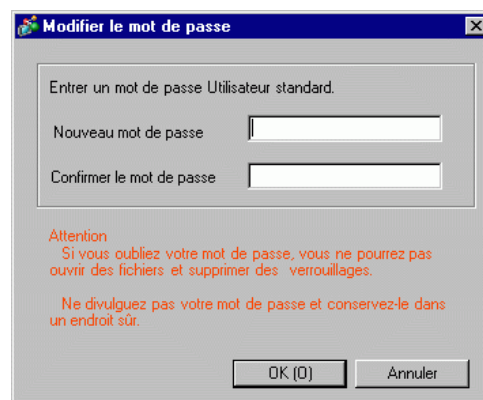 Modifier le mot de passe
Entrer un mot de passe Utilisateur standard.
Nouveau mot de passe
Confirmer le mot de passe
Attention
Si vous oubliez votre mot de passe, vous ne pourrez pas
ouvrir des fichiers et supprimer des verrouillages.
Ne divulguez pas votre mot de passe et conservez-le dans
un endroit sûr.
OK (O)
Annuler